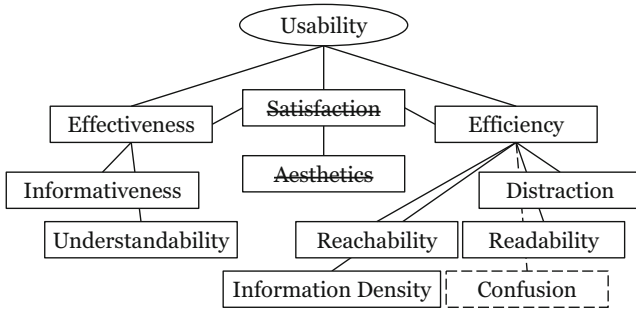 Usability
Satisfaction
Effectiveness
Efficiency
Aesthetics
Informativeness
Distraction
Understandability
Reachability
Readability
Information Density
Confusion